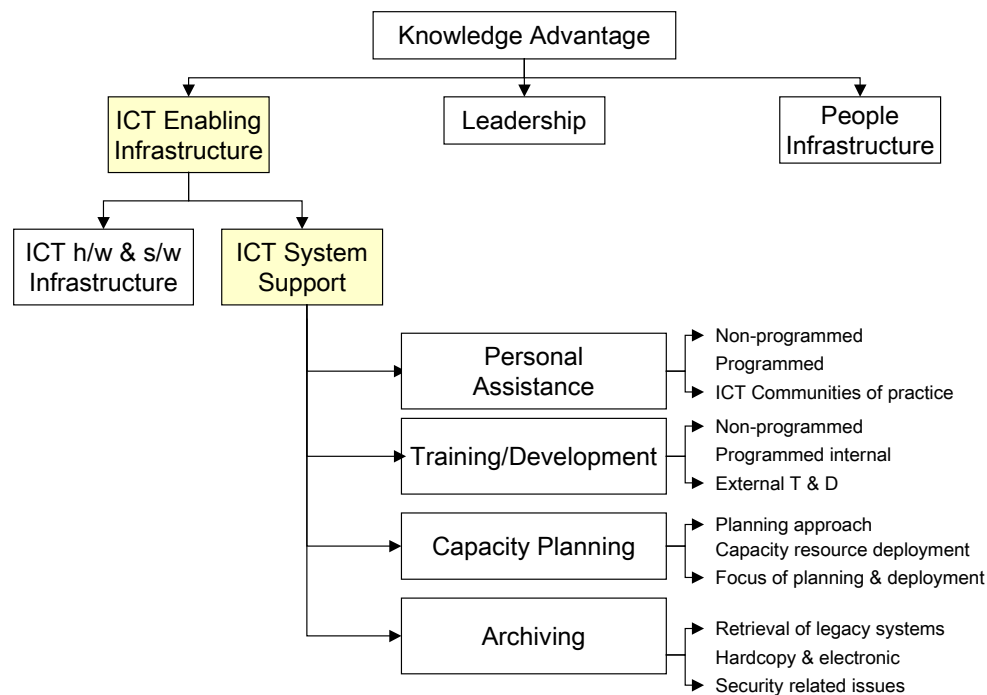 Knowledge Advantage
ICT Enabling
Infrastructure
Leadership
People
Infrastructure
ICT h/w & s/w
Infrastructure
ICT System
Support
Personal
Assistance
Non-programmed
Programmed
ICT Communities of practice
Training/Development
Non-programmed
Programmed internal
External T & D
Capacity Planning
Planning approach
Capacity resource deployment
Focus of planning & deployment
Archiving
Retrieval of legacy systems
Hardcopy & electronic
Security related issues